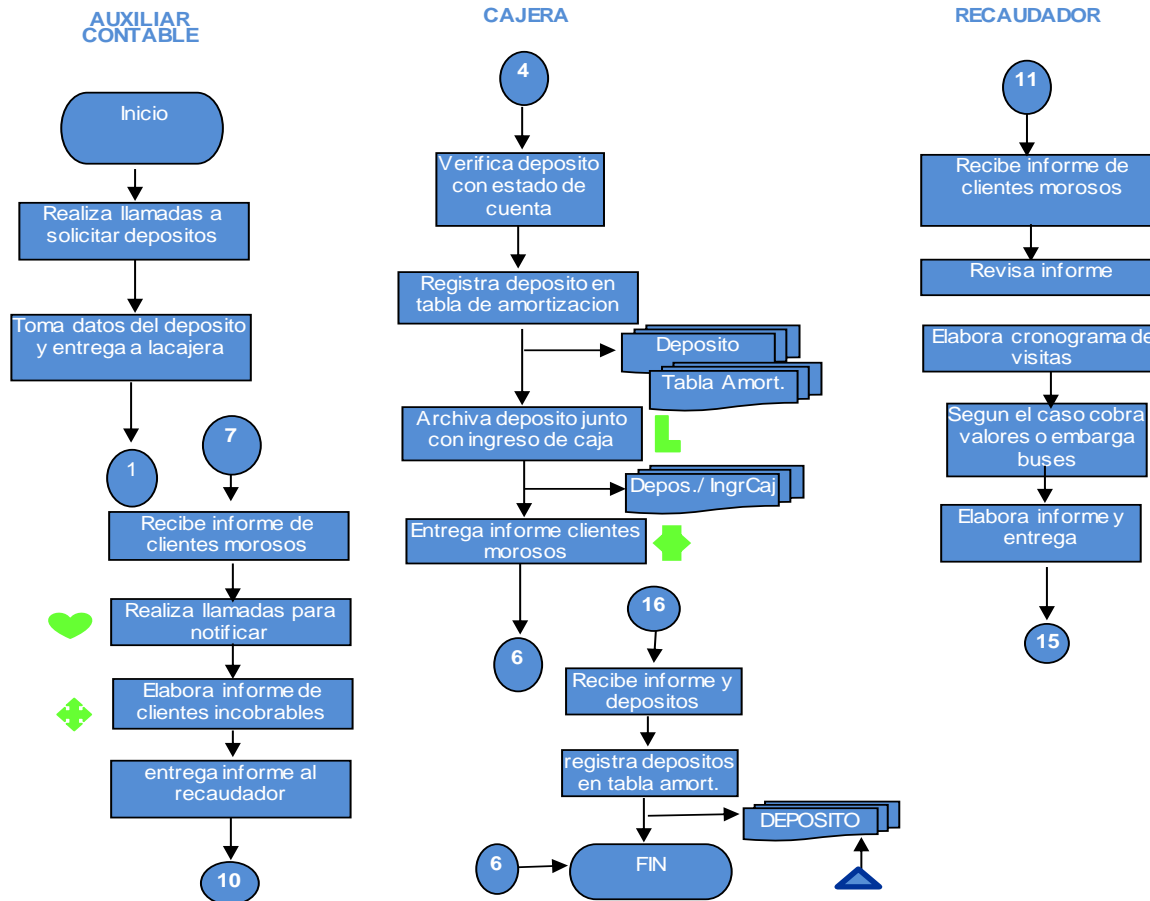 AUXILIAR
CONTABLE
Inicio
Realiza llamadas a
solicitar depositos
Toma datos del deposito
y entrega a lacajera
1
7
Recibe informe de
clientes morosos
Realiza llamadas para
notificar
Elabora informe de
clientes incobrables
entrega informe al
recaudador
10
CAJERA
4
Verifica deposito
con estado de
cuenta
Registra deposito en
tabla de amortizacion
Deposito
Tabla Amort.
Archiva deposito junto
con ingreso de caja
Depos./ IngrCaj
Entrega informe clientes
morosos
6
16
Recibe informe y
depositos
registra depositos
en tabla amort.
DEPOSITO
6
FIN
RECAUDADOR
11
Recibe informe de
clientes morosos
Revisa informe
Elabora cronograma de
visitas
Segun el caso cobra
valores o embarga
buses
Elabora informe y
entrega
15